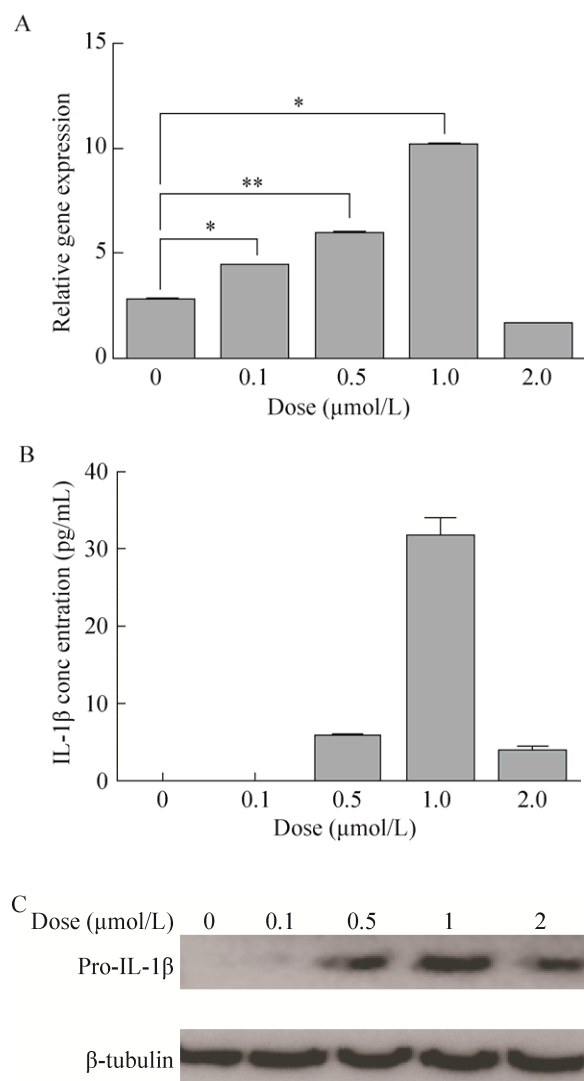 A
15
10
5
0
Relative gene expression
*
**
*
0 0.1 0.5 1.0 2.0
Dose (μmol/L)
B
40
30
20
10
0
IL-1β conc entration (pg/mL)
0 0.1 0.5 1.0 2.0
Dose (μmol/L)
C
Dose (μmol/L) 0 0.1 0.5 1 2
Pro-IL-1β
β-tubulin